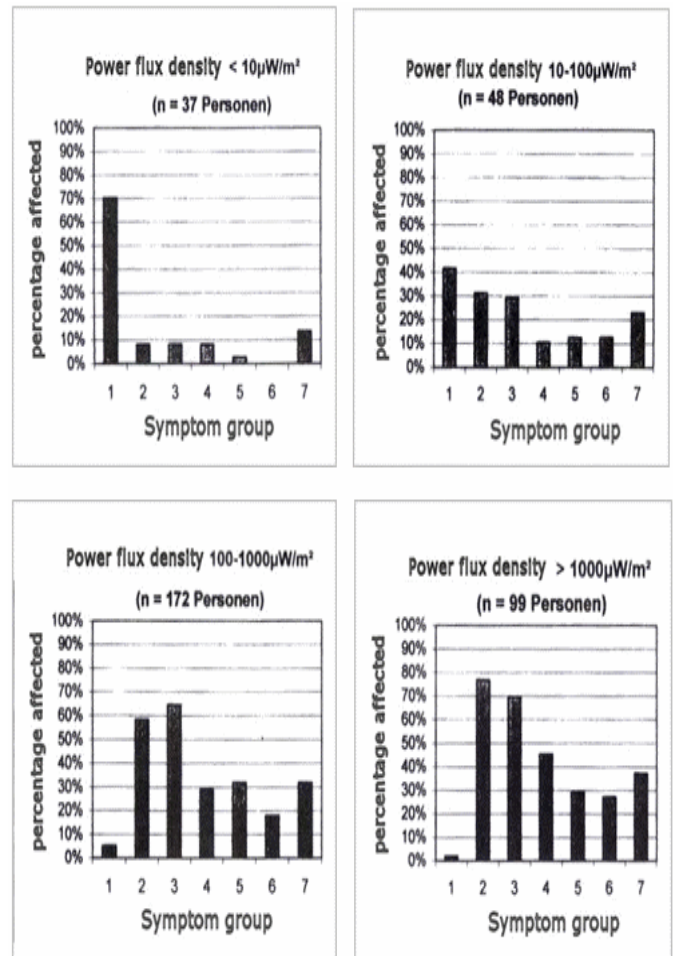 Power flux density < 10µW/m²
(n = 37 Personen)
percentage affected
100%
90%
80%
70%
60%
50%
40%
30%
20%
10%
0%
1 2 3 4 5 6 7
Symptom group
Power flux density 10-100µW/m²
(n = 48 Personen)
percentage affected
100%
90%
80%
70%
60%
50%
40%
30%
20%
10%
0%
1 2 3 4 5 6 7
Symptom group
Power flux density 100-1000µW/m²
(n = 172 Personen)
percentage affected
100%
90%
80%
70%
60%
50%
40%
30%
20%
10%
0%
1 2 3 4 5 6 7
Symptom group
Power flux density > 1000µW/m²
(n = 99 Personen)
percentage affected
100%
90%
80%
70%
60%
50%
40%
30%
20%
10%
0%
1 2 3 4 5 6 7
Symptom group